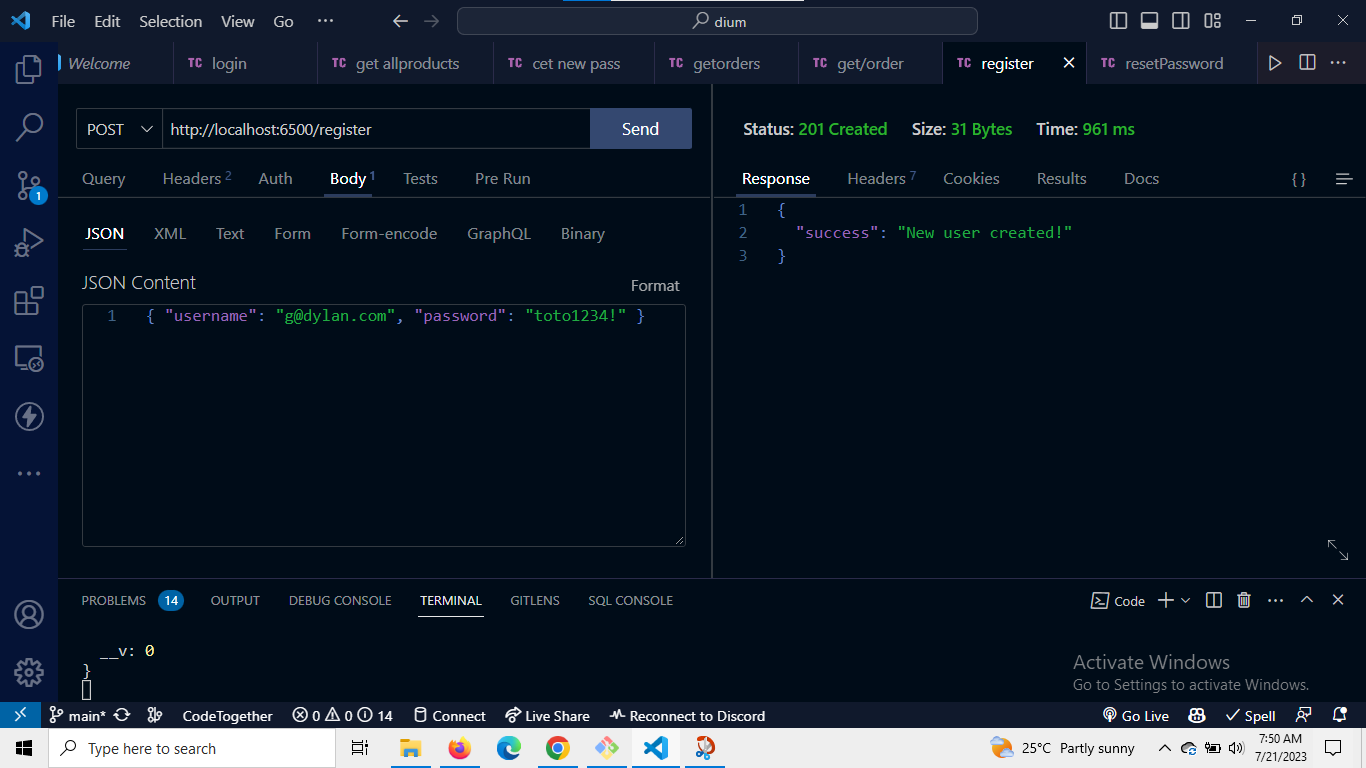 File Edit Selection View Go ··· dium
Welcome TC login TC get allproducts TC cet new pass TC getorders TC get/order TC register TC resetPassword
POST http://localhost:6500/register Send
Status: 201 Created Size: 31 Bytes Time: 961 ms
Query Headers 2 Auth Body 1 Tests Pre Run
Response Headers 7 Cookies Results Docs { }
JSON XML Text Form Form-encode GraphQL Binary
1 {
2 "success": "New user created!"
3 }
JSON Content
Format
1 { "username": "g@dylan.com", "password": "toto1234!" }
PROBLEMS 14 OUTPUT DEBUG CONSOLE TERMINAL GITLENS SQL CONSOLE Code
1
__v: 0
}
Activate Windows
Go to Settings to activate Windows.
main* CodeTogether 0 0 14 Connect Live Share Reconnect to Discord Go Live Spell
Type here to search
25°C Partly sunny
7:50 AM
7/21/2023